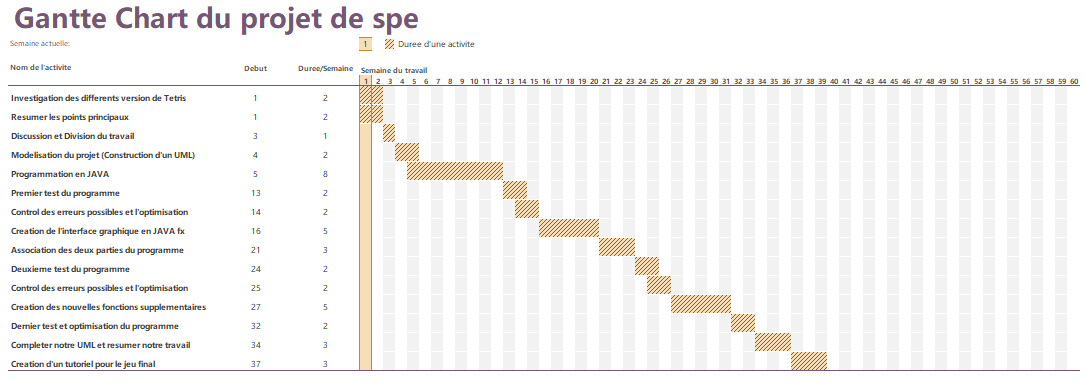 Gantte Chart du projet de spe
Semaine actuelle: 1 Duree d'une activite
Nom de l'activite Debut Duree/Semaine Semaine du travail
1 2 3 4 5 6 7 8 9 10 11 12 13 14 15 16 17 18 19 20 21 22 23 24 25 26 27 28 29 30 31 32 33 34 35 36 37 38 39 40 41 42 43 44 45 46 47 48 49 50 51 52 53 54 55 56 57 58 59 60
Investigation des differents version de Tetris 1 2
Resumer les points principaux 1 2
Discussion et Division du travail 3 1
Modelisation du projet (Construction d'un UML) 4 2
Programmation en JAVA 5 8
Premier test du programme 13 2
Control des erreurs possibles et l'optimisation 14 2
Creation de l'interface graphique en JAVA fx 16 5
Association des deux parties du programme 21 3
Deuxieme test du programme 24 2
Control des erreurs possibles et l'optimisation 25 2
Creation des nouvelles fonctions supplementaires 27 5
Dernier test et optimisation du programme 32 2
Completer notre UML et resumer notre travail 34 3
Creation d'un tutoriel pour le jeu final 37 3